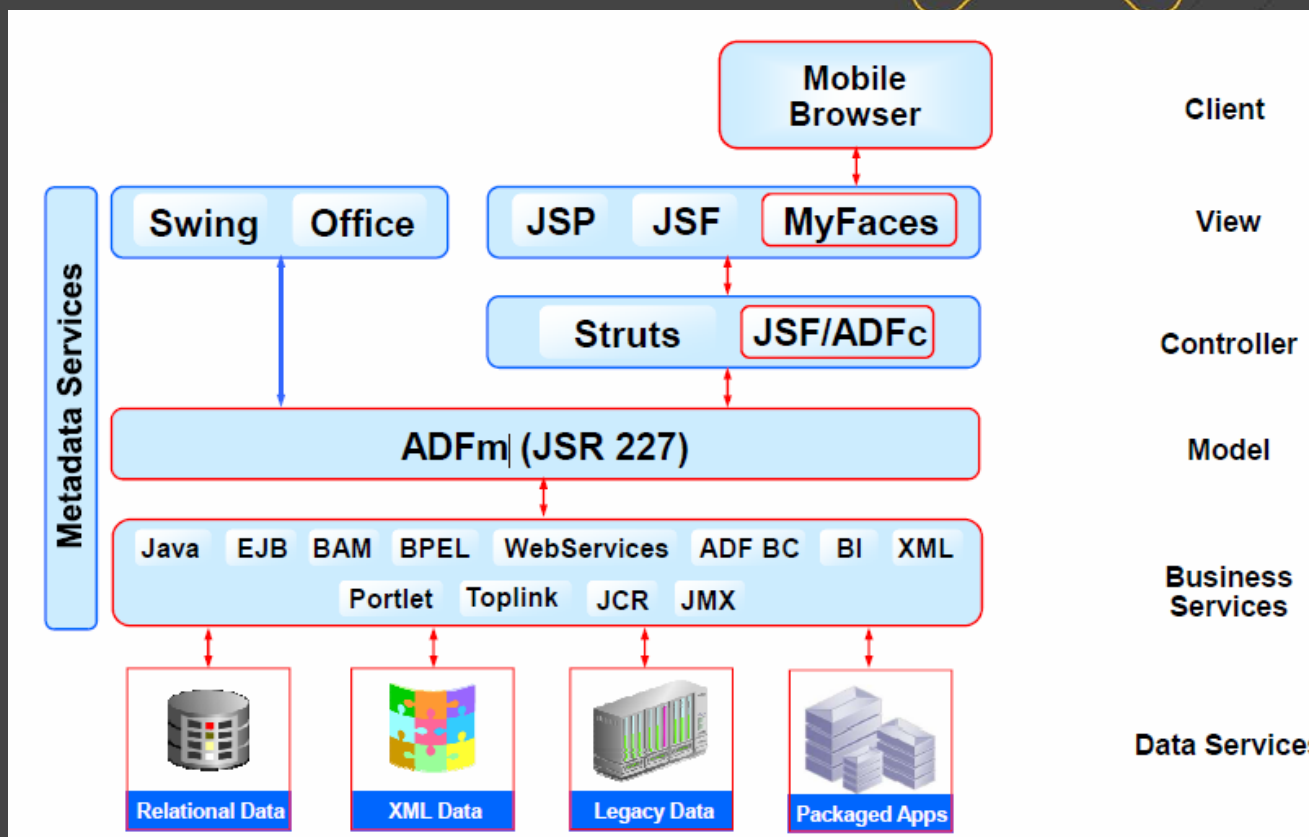 Mobile
Browser
Client
Swing Office JSP JSF MyFaces
View
Struts JSF/ADFc
Controller
Metadata Services
ADFm (JSR 227)
Model
Java EJB BAM BPEL WebServices ADF BC BI XML
Portlet Toplink JCR JMX
Business
Services
Relational Data XML Data Legacy Data Packaged Apps
Data Services